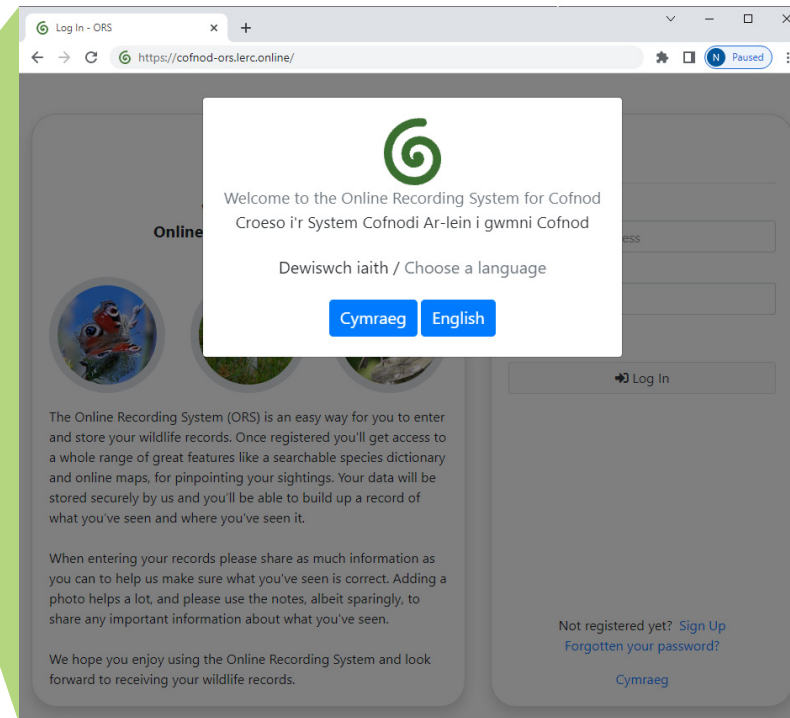 Log In - ORS
https://cofnod-ors.lerc.online/
N Paused
Welcome to the Online Recording System for Cofnod
Croeso i'r System Cofnodi Ar-lein i gwmni Cofnod
Dewiswch iaith / Choose a language
Cymraeg English
Online
ess
Log In
The Online Recording System (ORS) is an easy way for you to enter
and store your wildlife records. Once registered you'll get access to
a whole range of great features like a searchable species dictionary
and online maps, for pinpointing your sightings. Your data will be
stored securely by us and you'll be able to build up a record of
what you've seen and where you've seen it.
When entering your records please share as much information as
you can to help us make sure what you've seen is correct. Adding a
photo helps a lot, and please use the notes, albeit sparingly, to
share any important information about what you've seen.
We hope you enjoy using the Online Recording System and look
forward to receiving your wildlife records.
Not registered yet? Sign Up
Forgotten your password?
Cymraeg